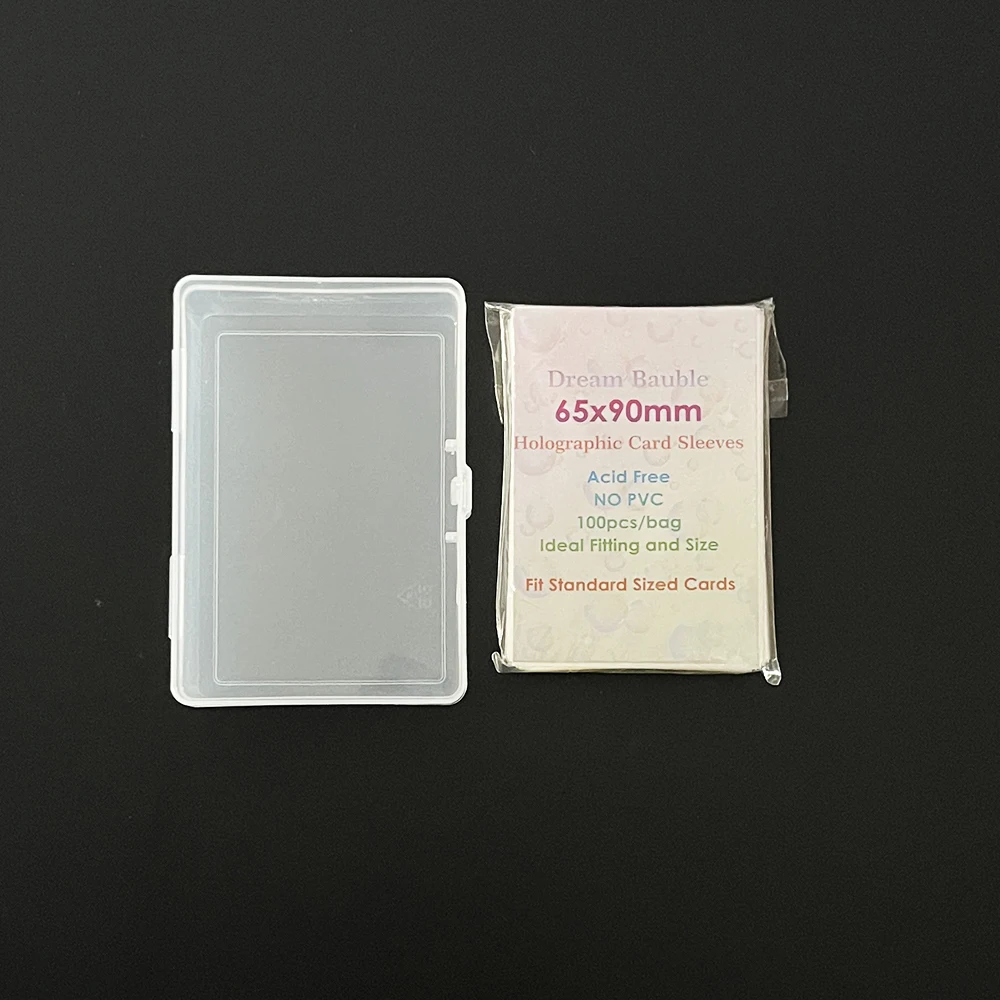 Dream Bauble
65x90mm
Holographic Card Sleeves
Acid Free
NO PVC
100pcs/bag
Ideal Fitting and Size
Fit Standard Sized Cards